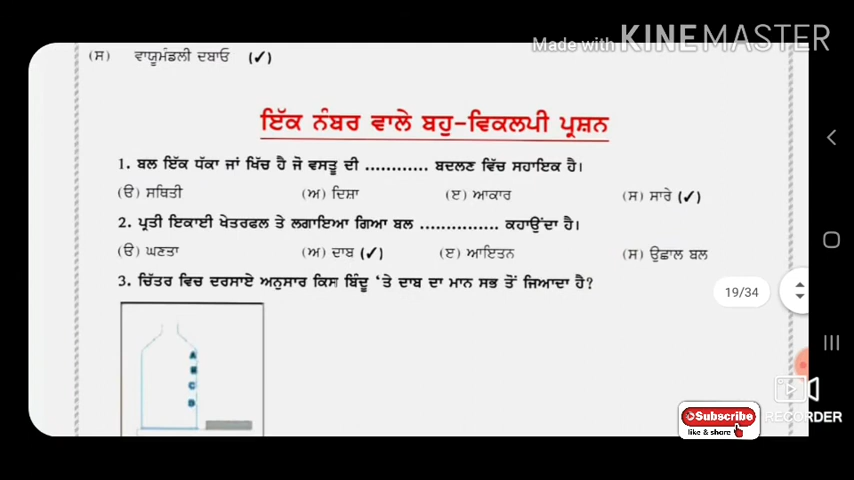 Made with KINEMASTER
(ਸ) ਵਾਯੂਮੰਡਲੀ ਦਬਾਓ (✓)
ਇੱਕ ਨੰਬਰ ਵਾਲੇ ਬਹੁ-ਵਿਕਲਪੀ ਪ੍ਰਸ਼ਨ
1. ਬਲ ਇੱਕ ਧੱਕਾ ਜਾਂ ਖਿੱਚ ਹੈ ਜੋ ਵਸਤੂ ਦੀ ............ ਬਦਲਣ ਵਿੱਚ ਸਹਾਇਕ ਹੈ।
(ੳ) ਸਥਿਤੀ (ਅ) ਦਿਸ਼ਾ (ੲ) ਆਕਾਰ (ਸ) ਸਾਰੇ (✓)
2. ਪ੍ਰਤੀ ਇਕਾਈ ਖੇਤਰਫਲ ਤੇ ਲਗਾਇਆ ਗਿਆ ਬਲ ............... ਕਹਾਉਂਦਾ ਹੈ।
(ੳ) ਘਣਤਾ (ਅ) ਦਾਬ (✓) (ੲ) ਆਇਤਨ (ਸ) ਉਛਾਲ ਬਲ
3. ਚਿੱਤਰ ਵਿਚ ਦਰਸਾਏ ਅਨੁਸਾਰ ਕਿਸ ਬਿੰਦੂ 'ਤੇ ਦਾਬ ਦਾ ਮਾਨ ਸਭ ਤੋਂ ਜਿਆਦਾ ਹੈ?
19/34
A
B
C
D
Subscribe
like & share
RECORDER